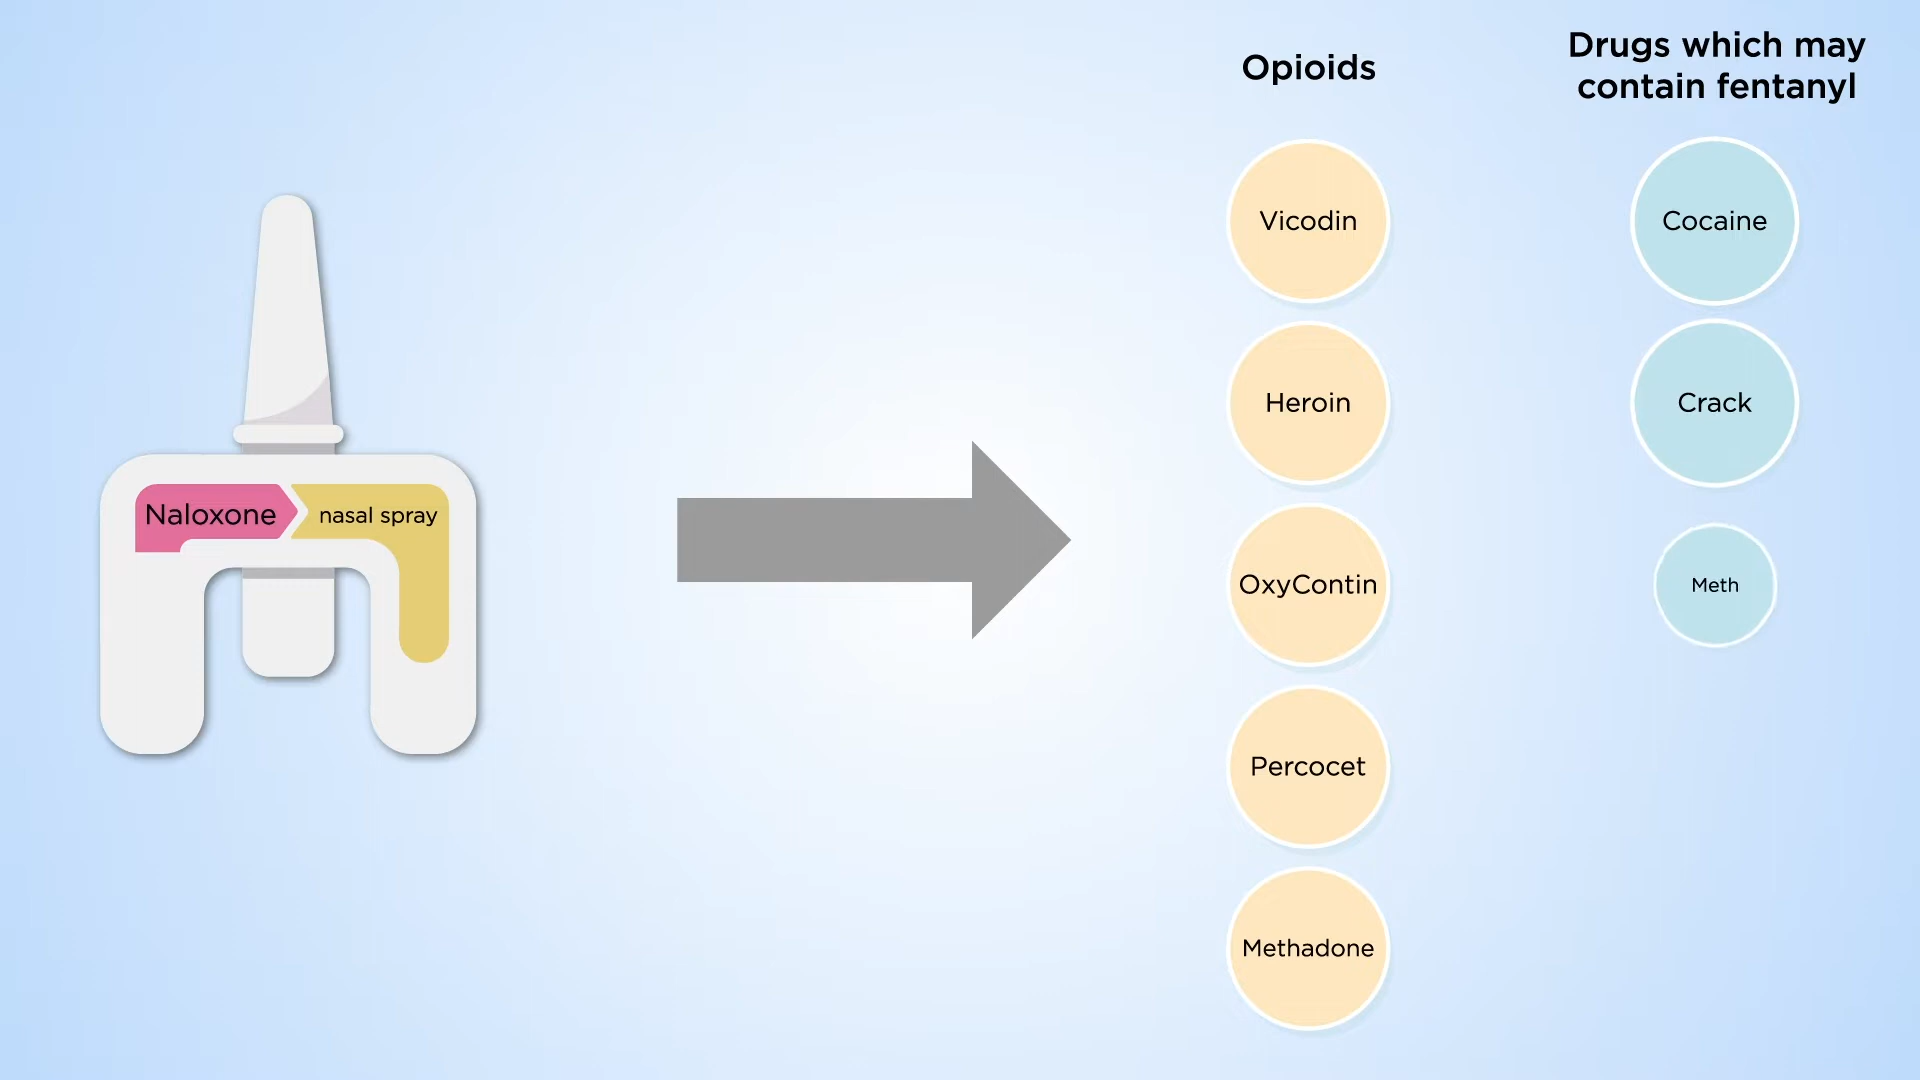 Naloxone nasal spray
Opioids
Vicodin
Heroin
OxyContin
Percocet
Methadone
Drugs which may
contain fentanyl
Cocaine
Crack
Meth